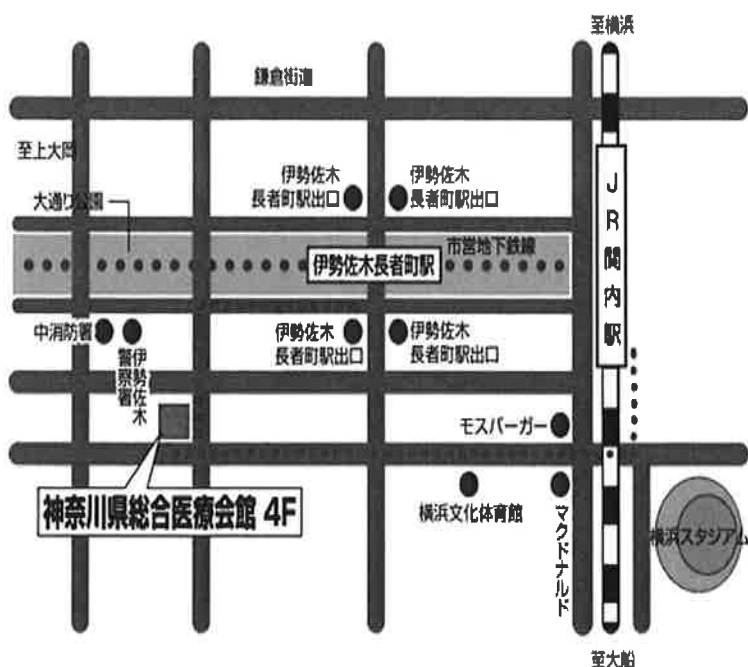 至横浜
鎌倉街道
至上大岡
伊勢佐木
長者町駅出口
伊勢佐木
長者町駅出口
大通り公園
市営地下鉄線
伊勢佐木長者町駅
JR関内駅
中消防署
伊勢佐木
警察署
伊勢佐木
長者町駅出口
伊勢佐木
長者町駅出口
モスバーガー
神奈川県総合医療会館 4F
横浜文化体育館
マクドナルド
横浜スタジアム
至大船